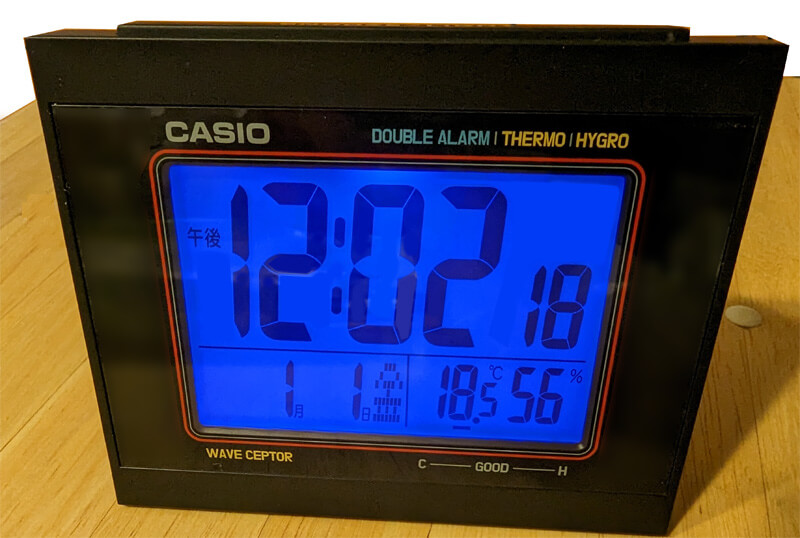 CASIO
DOUBLE ALARM | THERMO | HYGRO
午後 12:02 18
1月 1日 金 18.5℃ 56%
WAVE CEPTOR
C GOOD H